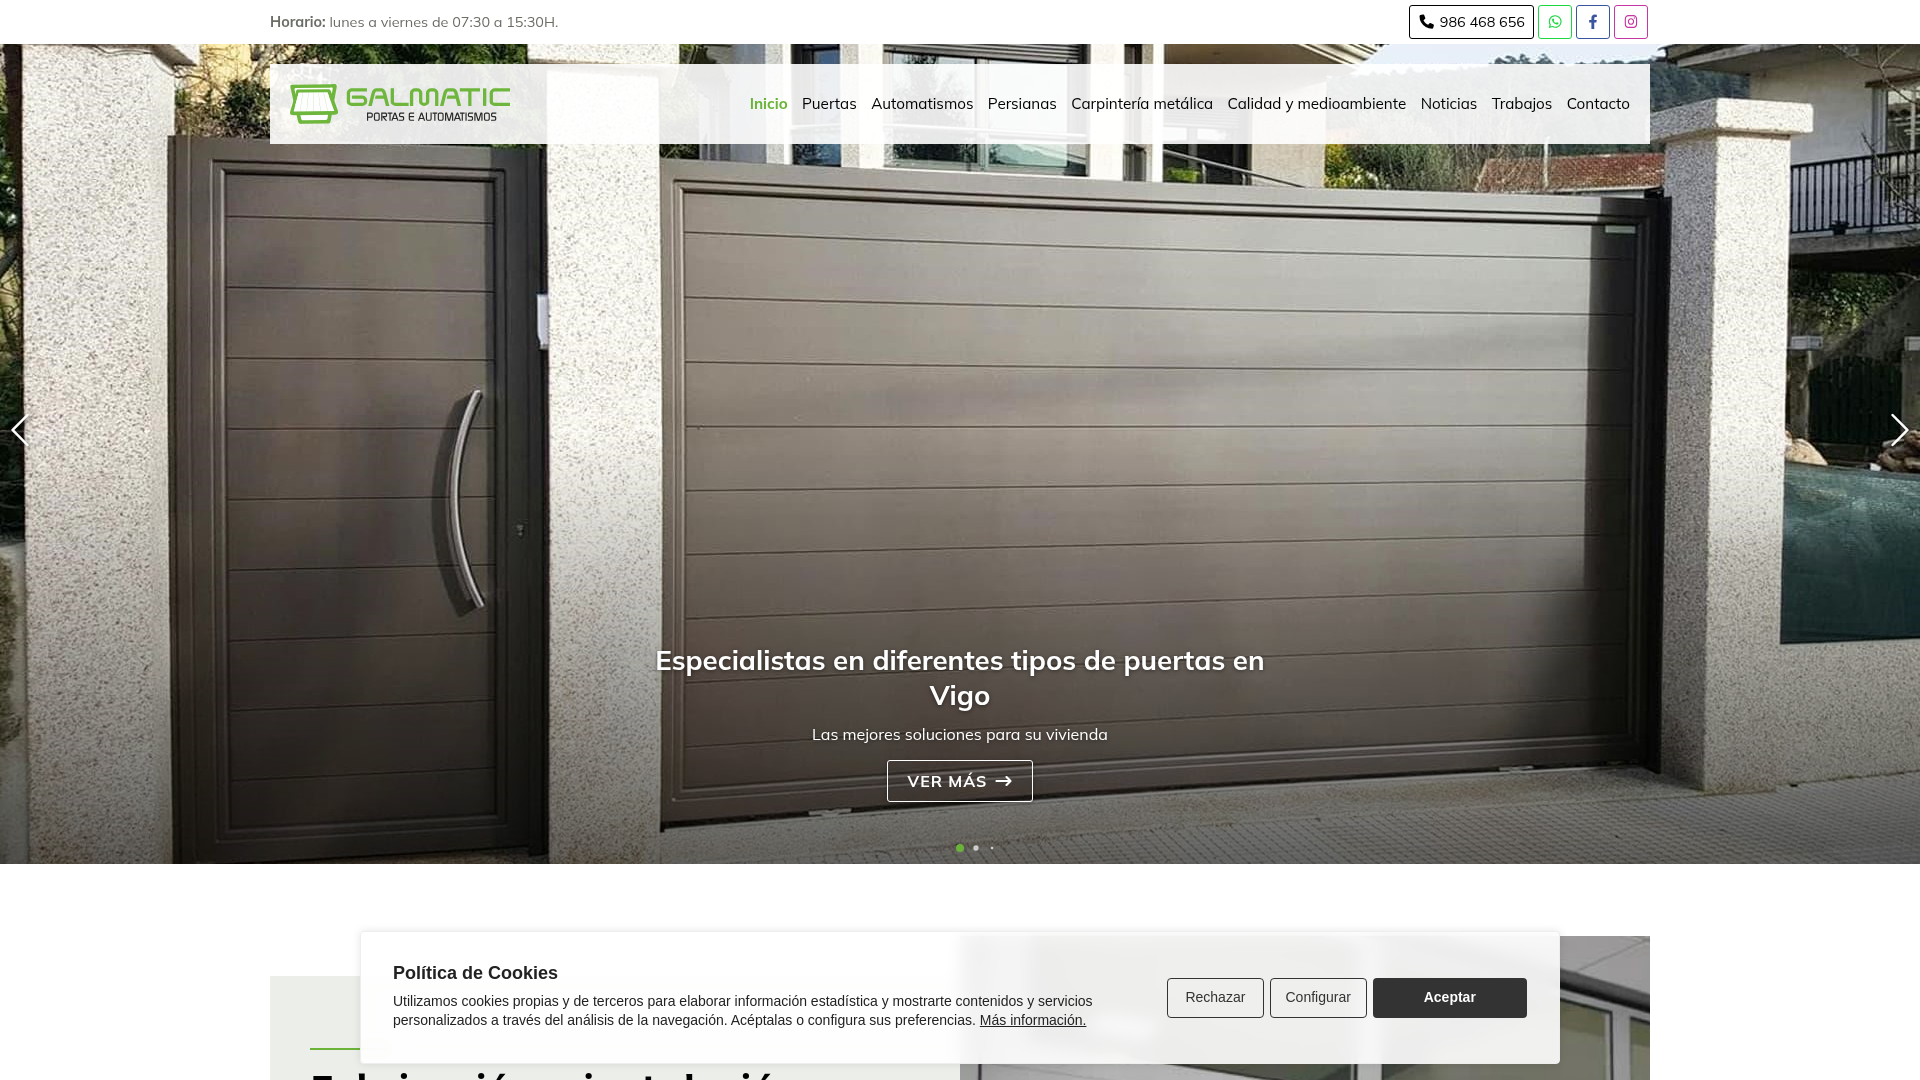 Horario: lunes a viernes de 07:30 a 15:30H.
986 468 656
GALMATIC
PORTAS E AUTOMATISMOS
Inicio Puertas Automatismos Persianas Carpintería metálica Calidad y medioambiente Noticias Trabajos Contacto
Especialistas en diferentes tipos de puertas en
Vigo
Las mejores soluciones para su vivienda
VER MÁS
Política de Cookies
Utilizamos cookies propias y de terceros para elaborar información estadística y mostrarte contenidos y servicios
personalizados a través del análisis de la navegación. Acéptalas o configura sus preferencias. Más información.
Rechazar Configurar Aceptar